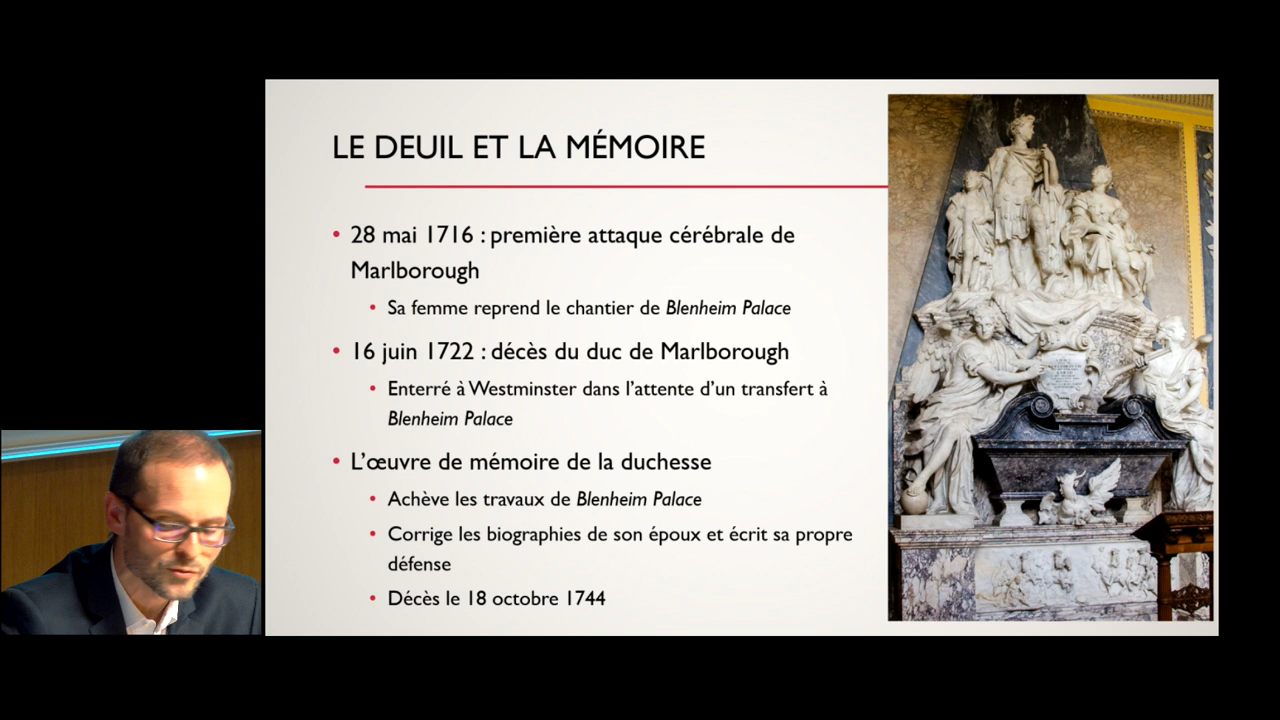 LE DEUIL ET LA MÉMOIRE
• 28 mai 1716 : première attaque cérébrale de
Marlborough
• Sa femme reprend le chantier de Blenheim Palace
• 16 juin 1722 : décès du duc de Marlborough
• Enterré à Westminster dans l’attente d’un transfert à
Blenheim Palace
• L’œuvre de mémoire de la duchesse
• Achève les travaux de Blenheim Palace
• Corrige les biographies de son époux et écrit sa propre
défense
• Décès le 18 octobre 1744